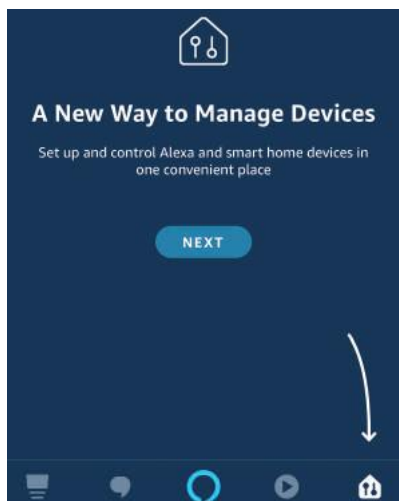 A New Way to Manage Devices
Set up and control Alexa and smart home devices in
one convenient place
NEXT